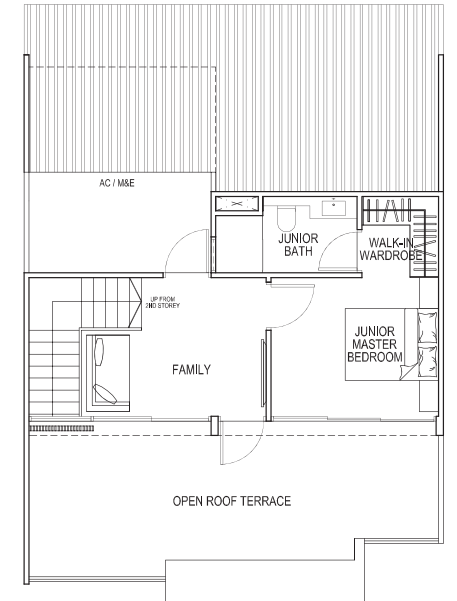 AC / M&E
JUNIOR
BATH
WALK-IN
WARDROBE
UP FROM
2ND STOREY
JUNIOR
MASTER
BEDROOM
FAMILY
OPEN ROOF TERRACE